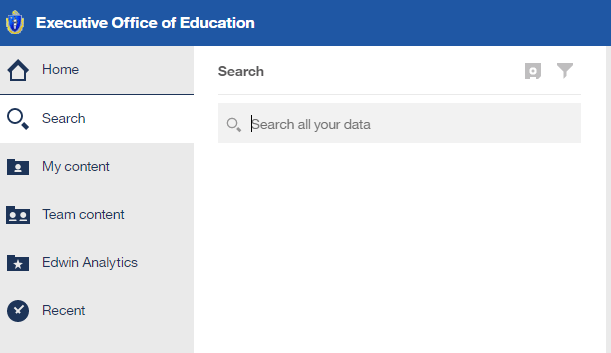 Executive Office of Education
Home
Search
My content
Team content
Edwin Analytics
Recent
Search
Search all your data